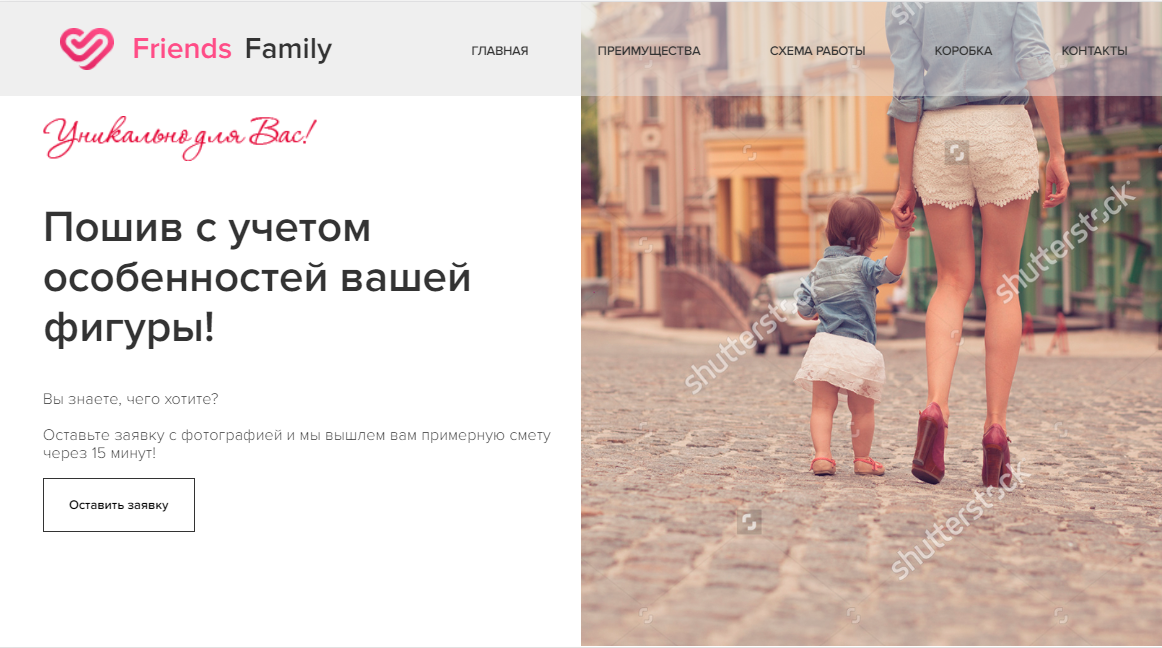 Friends Family
ГЛАВНАЯ
ПРЕИМУЩЕСТВА
СХЕМА РАБОТЫ
КОРОБКА
КОНТАКТЫ
Уникально для Вас!
Пошив с учетом
особенностей вашей
фигуры!
Вы знаете, чего хотите?
Оставьте заявку с фотографией и мы вышлем вам примерную смету
через 15 минут!
Оставить заявку
shutterstock
shutterstock
shutterstock